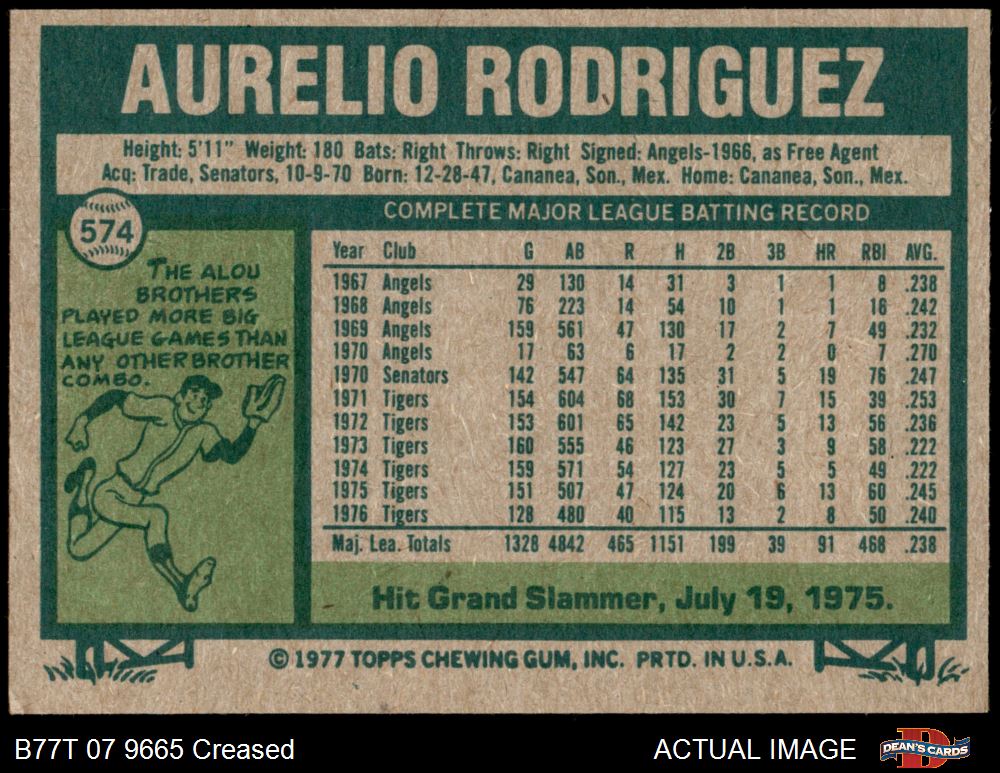 AURELIO RODRIGUEZ
Height: 5'11" Weight: 180 Bats: Right Throws: Right Signed: Angels-1966, as Free Agent
Acq: Trade, Senators, 10-9-70 Born: 12-28-47, Cananea, Son., Mex. Home: Cananea, Son., Mex.
574
COMPLETE MAJOR LEAGUE BATTING RECORD
THE ALOU
BROTHERS
PLAYED MORE BIG
LEAGUE GAMES THAN
ANY OTHER BROTHER
COMBO.
Year Club G AB R H 2B 3B HR RBI AVG.
1967 Angels 29 130 14 31 3 1 1 8 .238
1968 Angels 76 223 14 54 10 1 1 16 .242
1969 Angels 159 561 47 130 17 2 7 49 .232
1970 Angels 17 63 6 17 2 2 0 7 .270
1970 Senators 142 547 64 135 31 5 19 76 .247
1971 Tigers 154 604 68 153 30 7 15 39 .253
1972 Tigers 153 601 65 142 23 5 13 56 .236
1973 Tigers 160 555 46 123 27 3 9 58 .222
1974 Tigers 159 571 54 127 23 5 5 49 .222
1975 Tigers 151 507 47 124 20 6 13 60 .245
1976 Tigers 128 480 40 115 13 2 8 50 .240
Maj. Lea. Totals 1328 4842 465 1151 199 39 91 468 .238
Hit Grand Slammer, July 19, 1975.
© 1977 TOPPS CHEWING GUM, INC. PRTD. IN U.S.A.
B77T 07 9665 Creased
ACTUAL IMAGE
B
DEAN'S CARDS